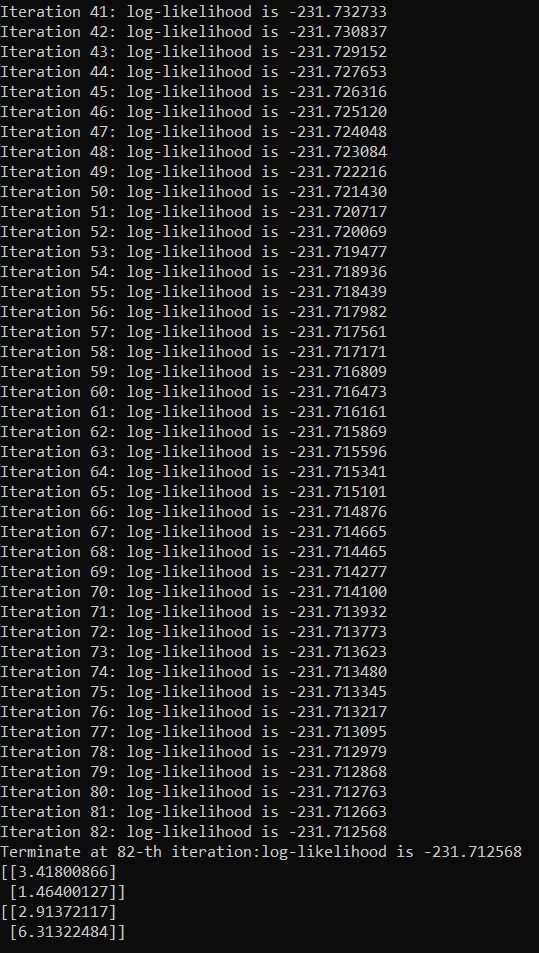 Iteration 41: log-likelihood is -231.732733
Iteration 42: log-likelihood is -231.730837
Iteration 43: log-likelihood is -231.729152
Iteration 44: log-likelihood is -231.727653
Iteration 45: log-likelihood is -231.726316
Iteration 46: log-likelihood is -231.725120
Iteration 47: log-likelihood is -231.724048
Iteration 48: log-likelihood is -231.723084
Iteration 49: log-likelihood is -231.722216
Iteration 50: log-likelihood is -231.721430
Iteration 51: log-likelihood is -231.720717
Iteration 52: log-likelihood is -231.720069
Iteration 53: log-likelihood is -231.719477
Iteration 54: log-likelihood is -231.718936
Iteration 55: log-likelihood is -231.718439
Iteration 56: log-likelihood is -231.717982
Iteration 57: log-likelihood is -231.717561
Iteration 58: log-likelihood is -231.717171
Iteration 59: log-likelihood is -231.716809
Iteration 60: log-likelihood is -231.716473
Iteration 61: log-likelihood is -231.716161
Iteration 62: log-likelihood is -231.715869
Iteration 63: log-likelihood is -231.715596
Iteration 64: log-likelihood is -231.715341
Iteration 65: log-likelihood is -231.715101
Iteration 66: log-likelihood is -231.714876
Iteration 67: log-likelihood is -231.714665
Iteration 68: log-likelihood is -231.714465
Iteration 69: log-likelihood is -231.714277
Iteration 70: log-likelihood is -231.714100
Iteration 71: log-likelihood is -231.713932
Iteration 72: log-likelihood is -231.713773
Iteration 73: log-likelihood is -231.713623
Iteration 74: log-likelihood is -231.713480
Iteration 75: log-likelihood is -231.713345
Iteration 76: log-likelihood is -231.713217
Iteration 77: log-likelihood is -231.713095
Iteration 78: log-likelihood is -231.712979
Iteration 79: log-likelihood is -231.712868
Iteration 80: log-likelihood is -231.712763
Iteration 81: log-likelihood is -231.712663
Iteration 82: log-likelihood is -231.712568
Terminate at 82-th iteration:log-likelihood is -231.712568
[[3.41800866]
 [1.46400127]]
[[2.91372117]
 [6.31322484]]